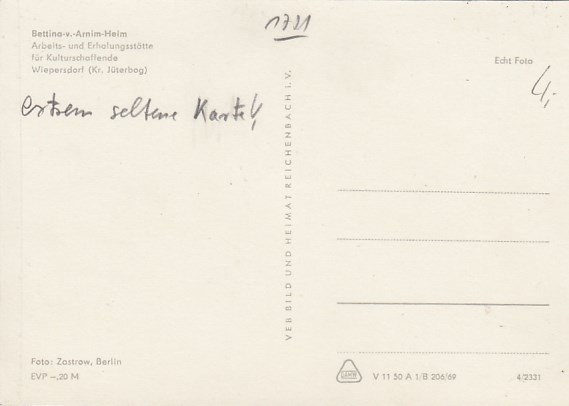 1721
Bettina-v.-Arnim-Heim
Arbeits- und Erholungsstätte
für Kulturschaffende
Wiepersdorf (Kr. Jüterbog)
Echt Foto
4,-
extrem seltene Karte!
VEB BILD UND HEIMAT REICHENBACH I.V.
Foto: Zastrow, Berlin
EVP –,20 M
V 11 50 A 1/B 206/69
4/2331